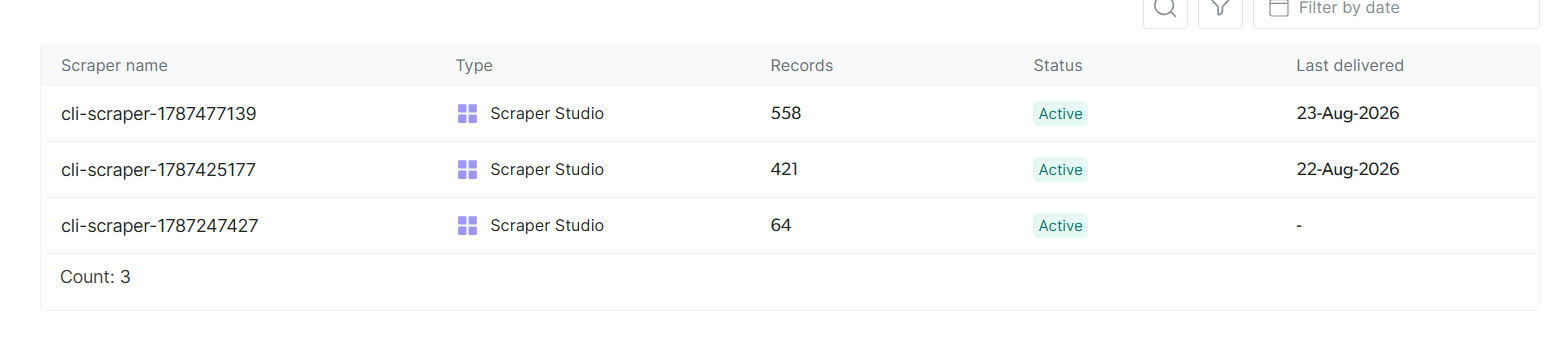 Filter by date
Scraper name Type Records Status Last delivered
cli-scraper-1787477139 Scraper Studio 558 Active 23-Aug-2026
cli-scraper-1787425177 Scraper Studio 421 Active 22-Aug-2026
cli-scraper-1787247427 Scraper Studio 64 Active -
Count: 3